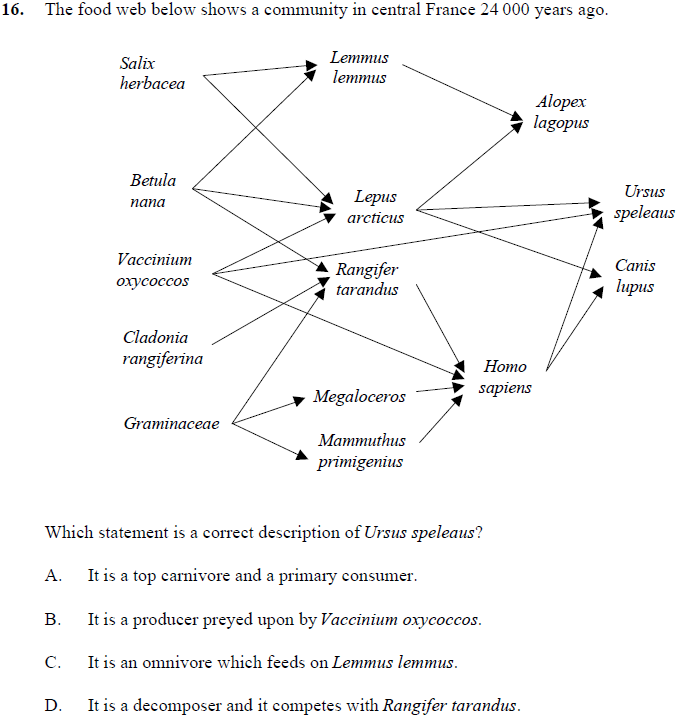 16. The food web below shows a community in central France 24 000 years ago.
Salix
herbacea
Lemmus
lemmus
Alopex
lagopus
Betula
nana
Lepus
arcticus
Ursus
speleaus
Vaccinium
oxycoccos
Rangifer
tarandus
Canis
lupus
Cladonia
rangiferina
Homo
sapiens
Megaloceros
Graminaceae
Mammuthus
primigenius
Which statement is a correct description of Ursus speleaus?
A. It is a top carnivore and a primary consumer.
B. It is a producer preyed upon by Vaccinium oxycoccos.
C. It is an omnivore which feeds on Lemmus lemmus.
D. It is a decomposer and it competes with Rangifer tarandus.